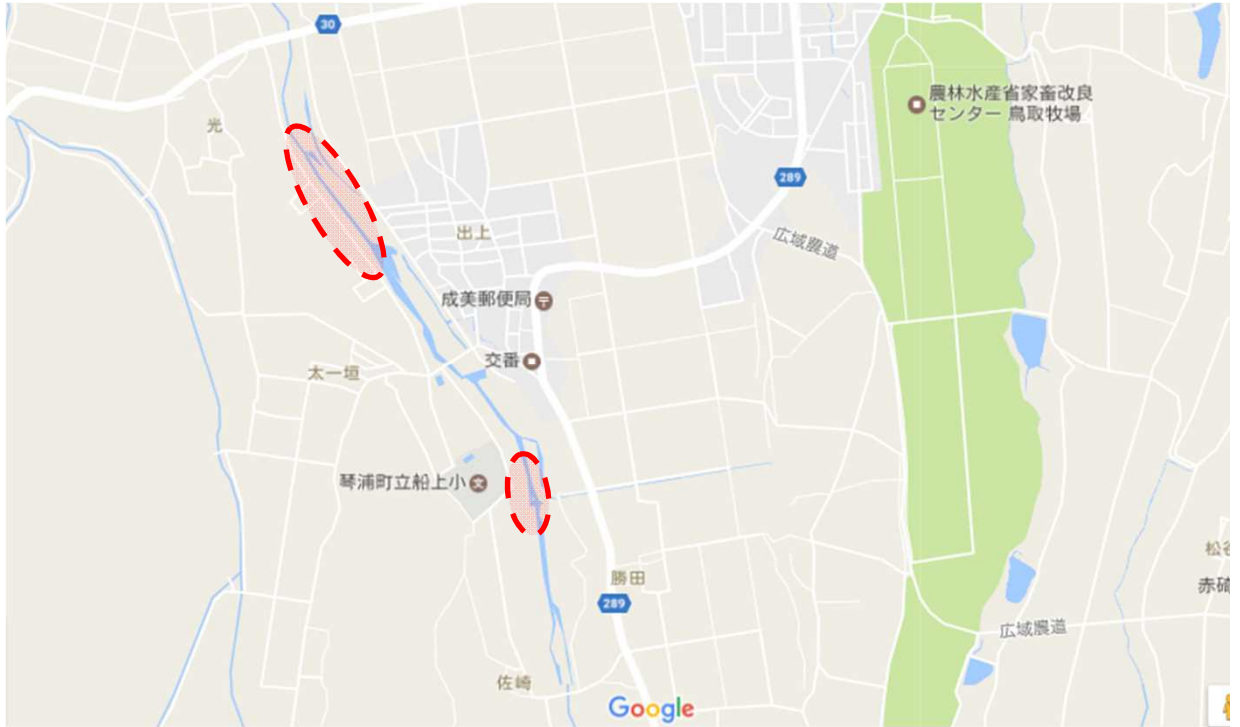 30
農林水産省家畜改良
センター 鳥取牧場
光
289
出上
広域農道
成美郵便局
交番
太一垣
琴浦町立船上小
文
松谷
勝田
赤碕
289
広域農道
佐崎
Google